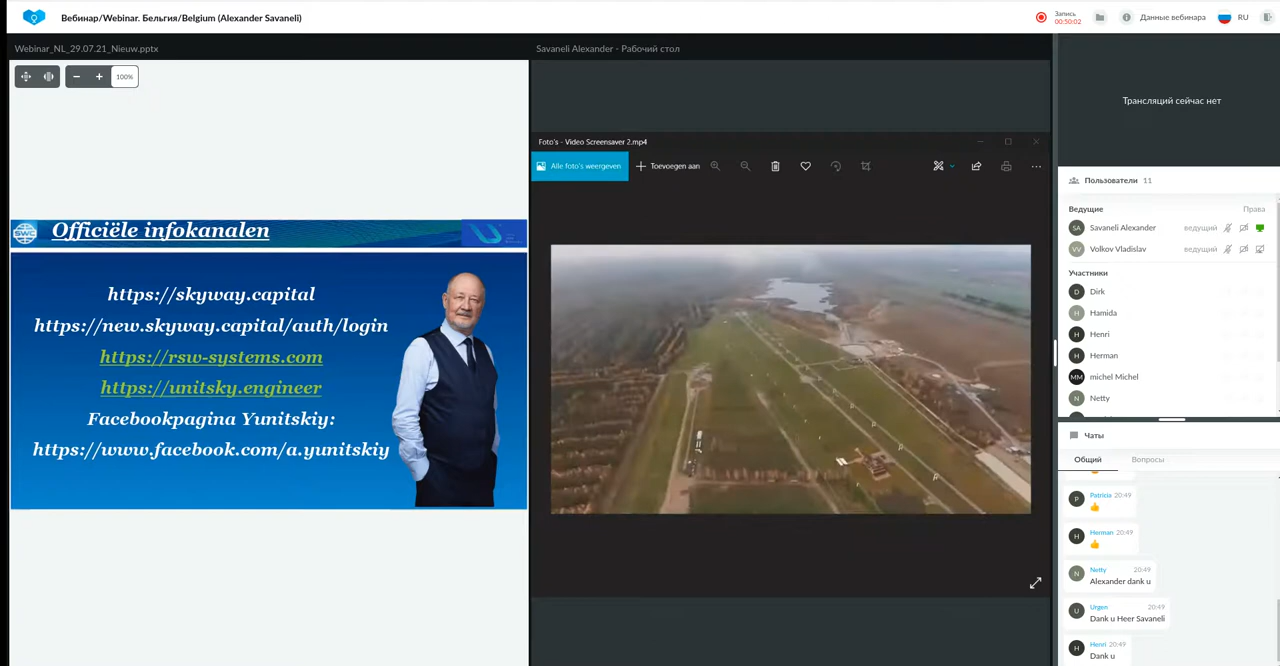 Вебинар/Webinar. Бельгия/Belgium (Alexander Savaneli)
Запись
00:50:02
Данные вебинара
RU
Webinar_NL_29.07.21_Nieuw.pptx
100%
Officiële infokanalen
SWC
https://skyway.capital
https://new.skyway.capital/auth/login
https://rsw-systems.com
https://unitsky.engineer
Facebookpagina Yunitskiy:
https://www.facebook.com/a.yunitskiy
Savaneli Alexander - Рабочий стол
Foto's - Video Screensaver 2.mp4
Alle foto's weergeven
Toevoegen aan
Трансляций сейчас нет
Пользователи 11
Ведущие Права
SA Savaneli Alexander ведущий
VV Volkov Vladislav ведущий
Участники
D Dirk
H Hamida
H Henri
H Herman
MM michel Michel
N Netty
Чаты
Общий Вопросы
P Patricia 20:49
👍
H Herman 20:49
👍
N Netty 20:49
Alexander dank u
U Urgen 20:49
Dank u Heer Savaneli
H Henri 20:49
Dank u